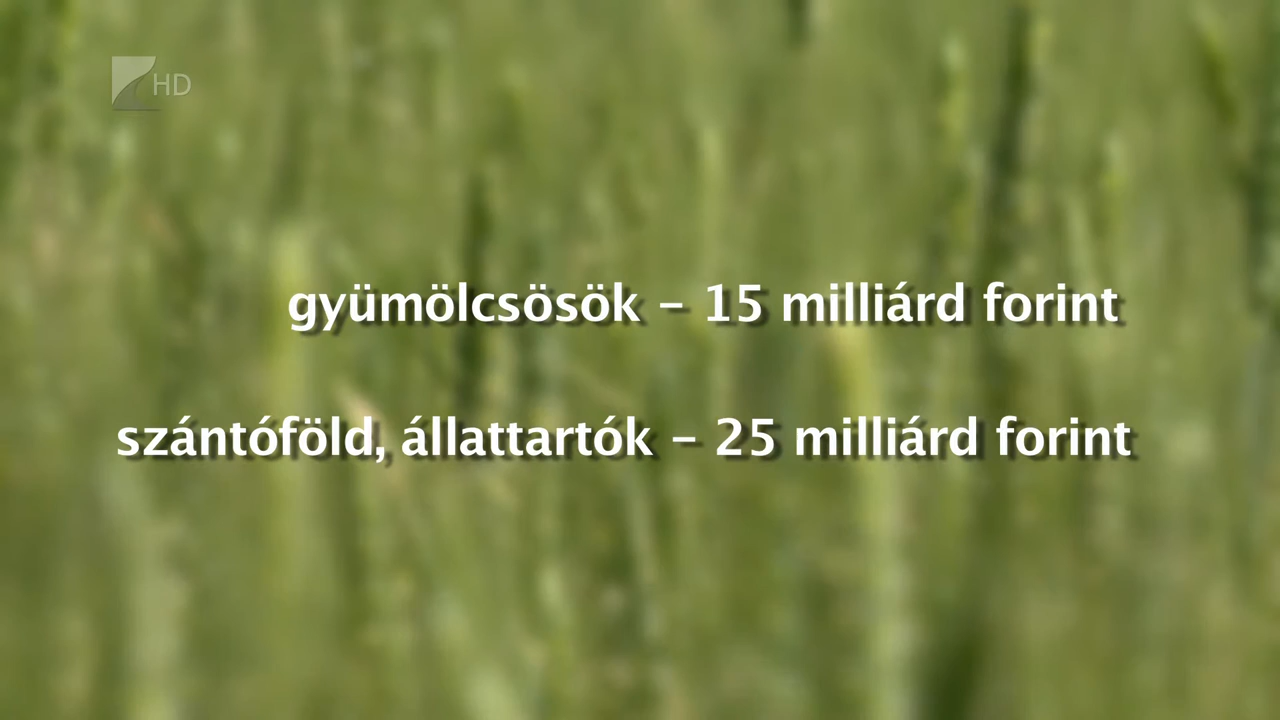 HD
gyümölcsösök – 15 milliárd forint
szántóföld, állattartók – 25 milliárd forint